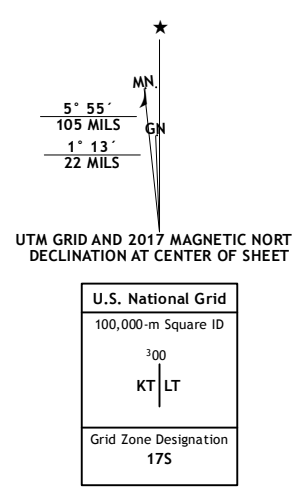 ★
MN
5° 55´
105 MILS
GN
1° 13´
22 MILS
UTM GRID AND 2017 MAGNETIC NORT
DECLINATION AT CENTER OF SHEET
U.S. National Grid
100,000-m Square ID
³00
KT LT
Grid Zone Designation
17S